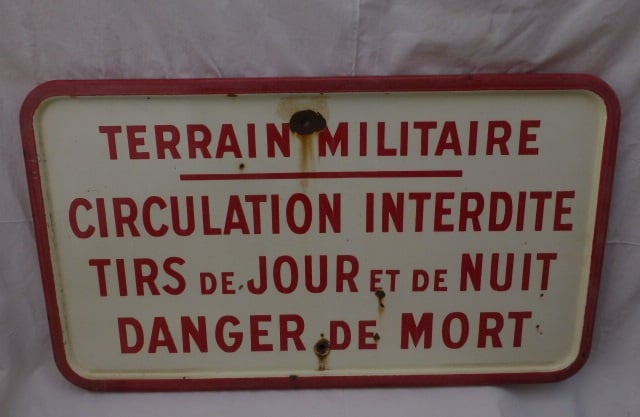 TERRAIN MILITAIRE
CIRCULATION INTERDITE
TIRS DE JOUR ET DE NUIT
DANGER DE MORT